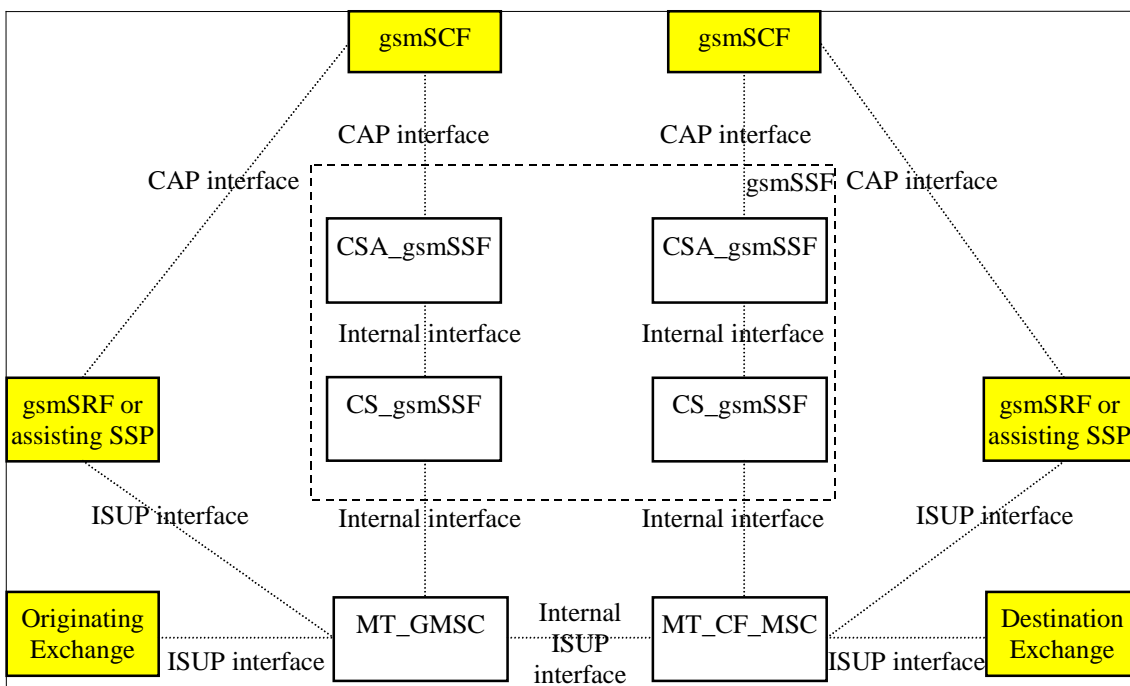 gsmSCF
gsmSCF
CAP interface
CAP interface
CAP interface
gsmSSF
CAP interface
CSA_gsmSSF
CSA_gsmSSF
Internal interface
Internal interface
gsmSRF or
assisting SSP
CS_gsmSSF
CS_gsmSSF
gsmSRF or
assisting SSP
ISUP interface
Internal interface
Internal interface
ISUP interface
Originating
Exchange
MT_GMSC
Internal
ISUP
interface
MT_CF_MSC
Destination
Exchange
ISUP interface
ISUP interface